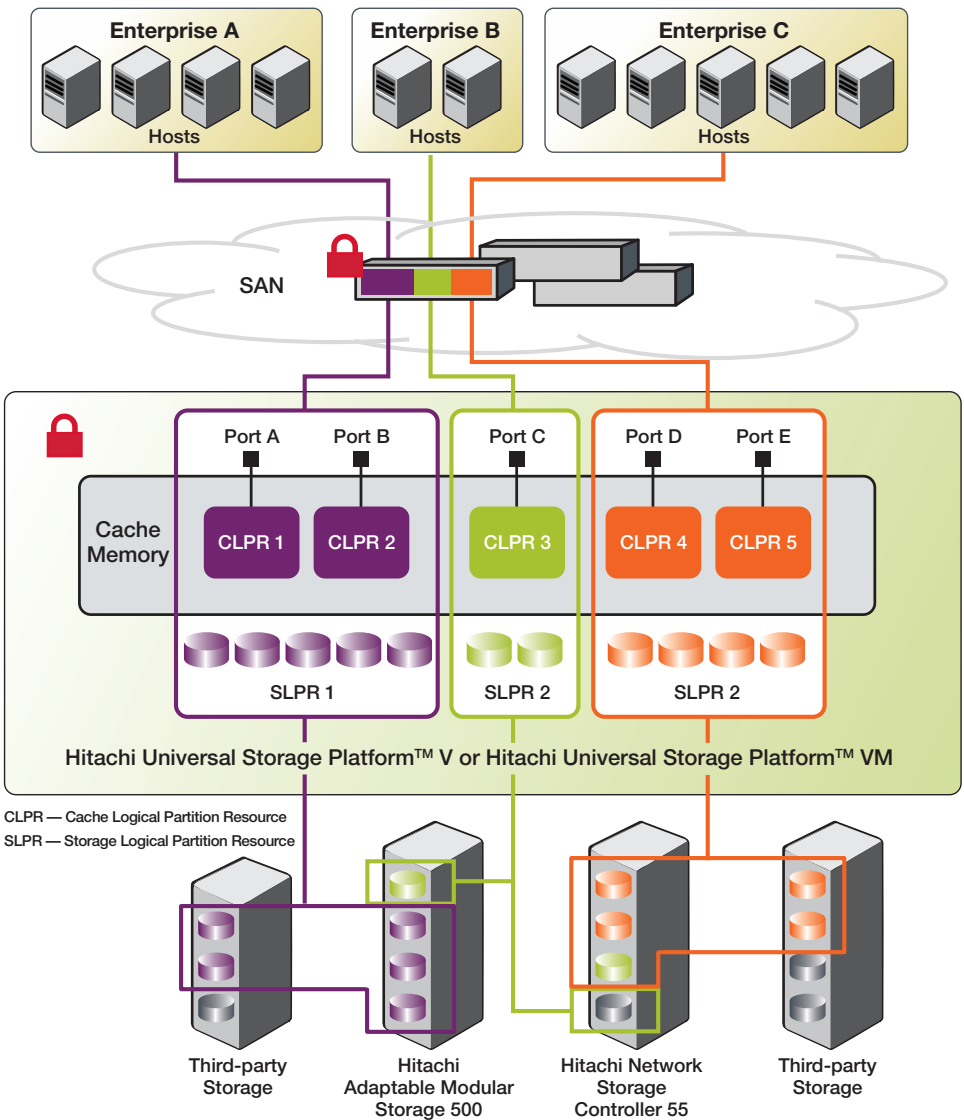 Enterprise A
Hosts
Enterprise B
Hosts
Enterprise C
Hosts
SAN
Port A
Port B
Port C
Port D
Port E
Cache
Memory
CLPR 1
CLPR 2
CLPR 3
CLPR 4
CLPR 5
SLPR 1
SLPR 2
SLPR 2
Hitachi Universal Storage Platform™ V or Hitachi Universal Storage Platform™ VM
CLPR — Cache Logical Partition Resource
SLPR — Storage Logical Partition Resource
Third-party
Storage
Hitachi
Adaptable Modular
Storage 500
Hitachi Network
Storage
Controller 55
Third-party
Storage